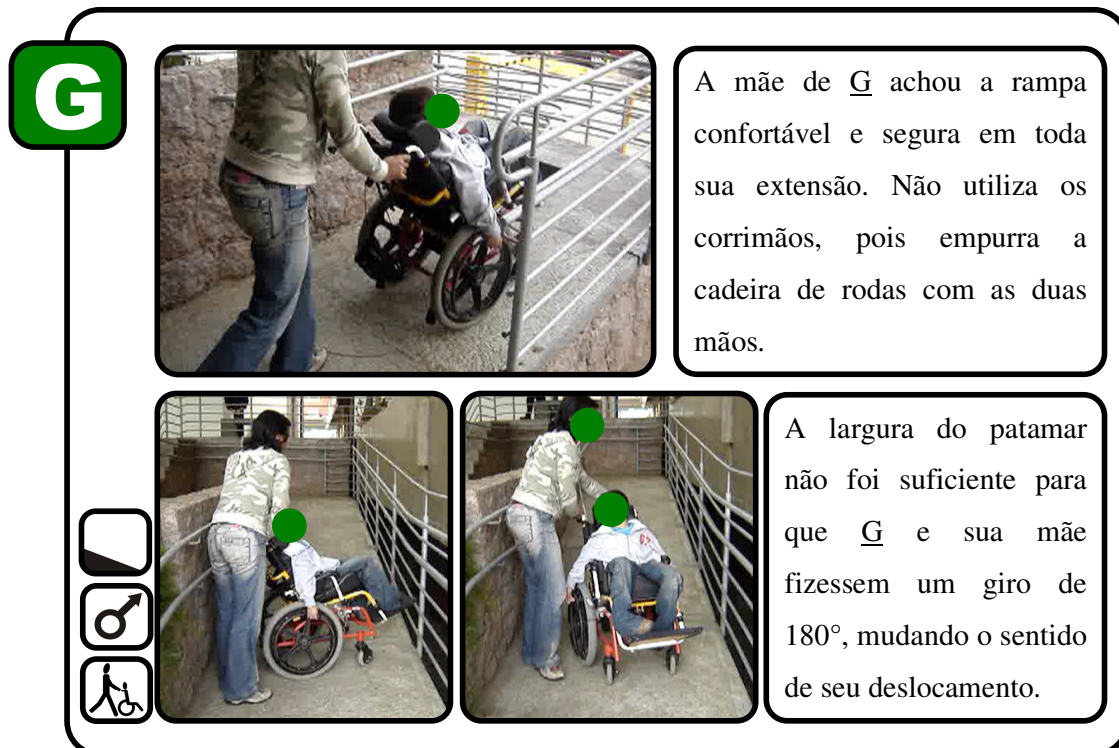 G
A mãe de G achou a rampa
confortável e segura em toda
sua extensão. Não utiliza os
corrimãos, pois empurra a
cadeira de rodas com as duas
mãos.
A largura do patamar
não foi suficiente para
que G e sua mãe
fizessem um giro de
180°, mudando o sentido
de seu deslocamento.